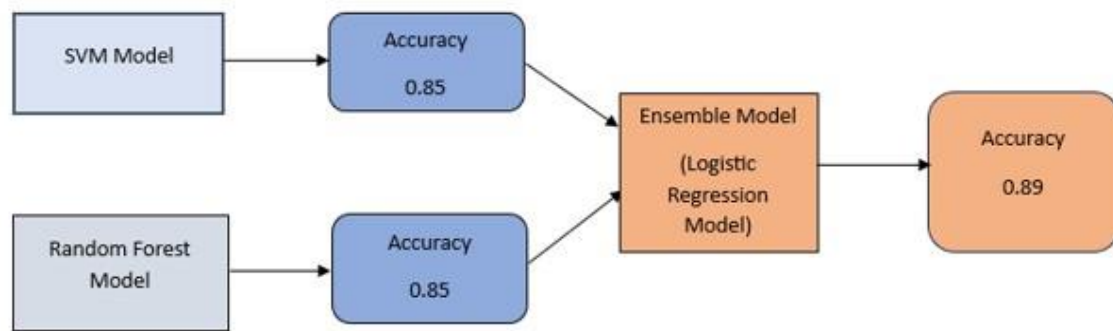 SVM Model
Accuracy
0.85
Ensemble Model
(Logistic
Regression
Model)
Accuracy
0.89
Random Forest
Model
Accuracy
0.85